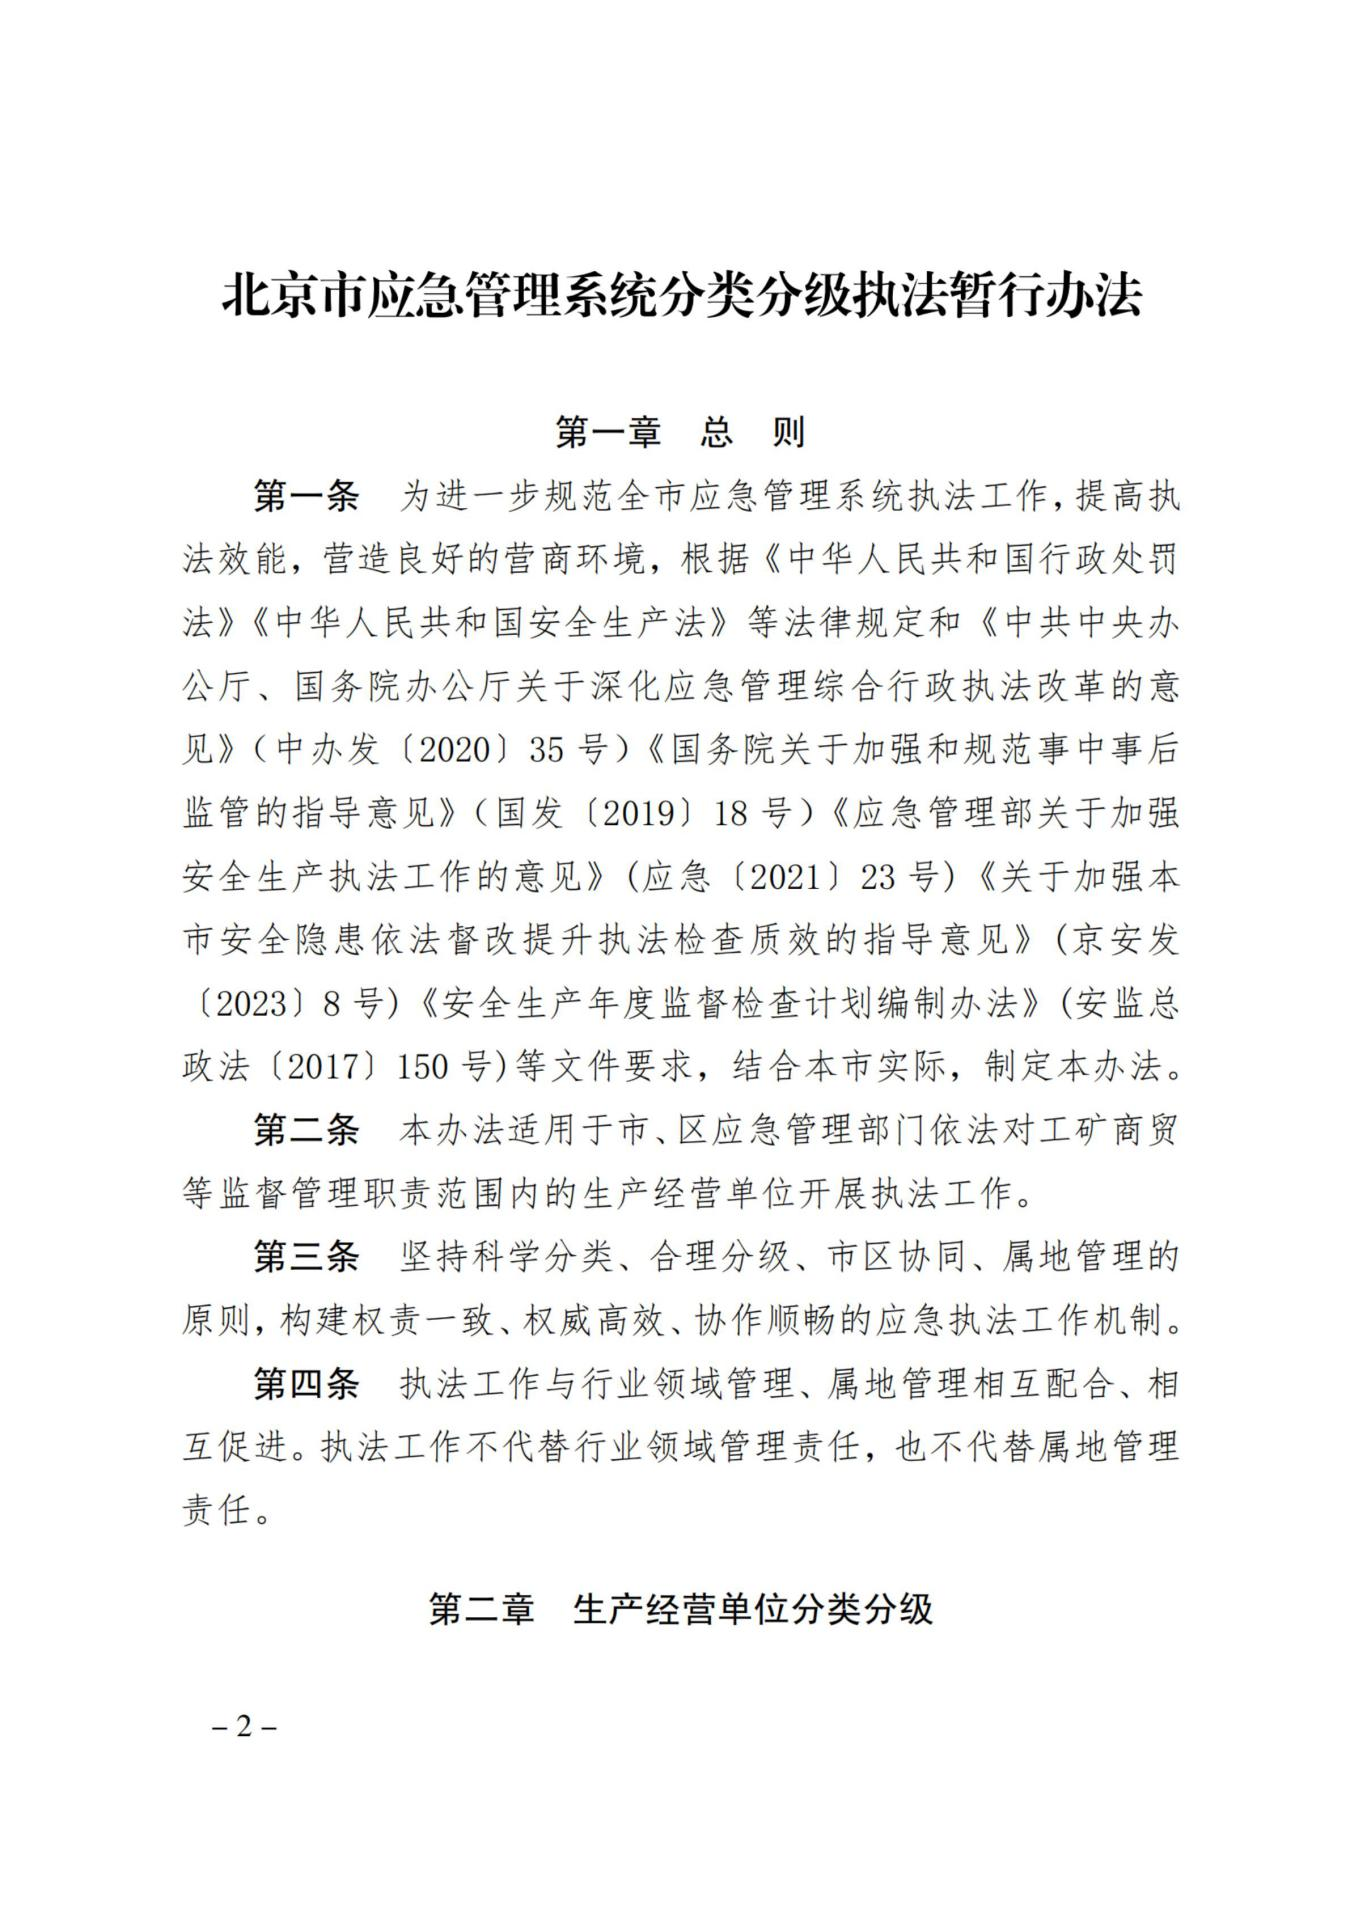 北京市应急管理系统分类分级执法暂行办法
第一章 总 则
第一条 为进一步规范全市应急管理系统执法工作，提高执
法效能，营造良好的营商环境，根据《中华人民共和国行政处罚
法》《中华人民共和国安全生产法》等法律规定和《中共中央办
公厅、国务院办公厅关于深化应急管理综合行政执法改革的意
见》（中办发〔2020〕35 号）《国务院关于加强和规范事中事后
监管的指导意见》（国发〔2019〕18 号）《应急管理部关于加强
安全生产执法工作的意见》(应急〔2021〕23 号)《关于加强本
市安全隐患依法督改提升执法检查质效的指导意见》(京安发
〔2023〕8 号)《安全生产年度监督检查计划编制办法》(安监总
政法〔2017〕150 号)等文件要求，结合本市实际，制定本办法。
第二条 本办法适用于市、区应急管理部门依法对工矿商贸
等监督管理职责范围内的生产经营单位开展执法工作。
第三条 坚持科学分类、合理分级、市区协同、属地管理的
原则，构建权责一致、权威高效、协作顺畅的应急执法工作机制。
第四条 执法工作与行业领域管理、属地管理相互配合、相
互促进。执法工作不代替行业领域管理责任，也不代替属地管理
责任。
第二章 生产经营单位分类分级
– 2 –